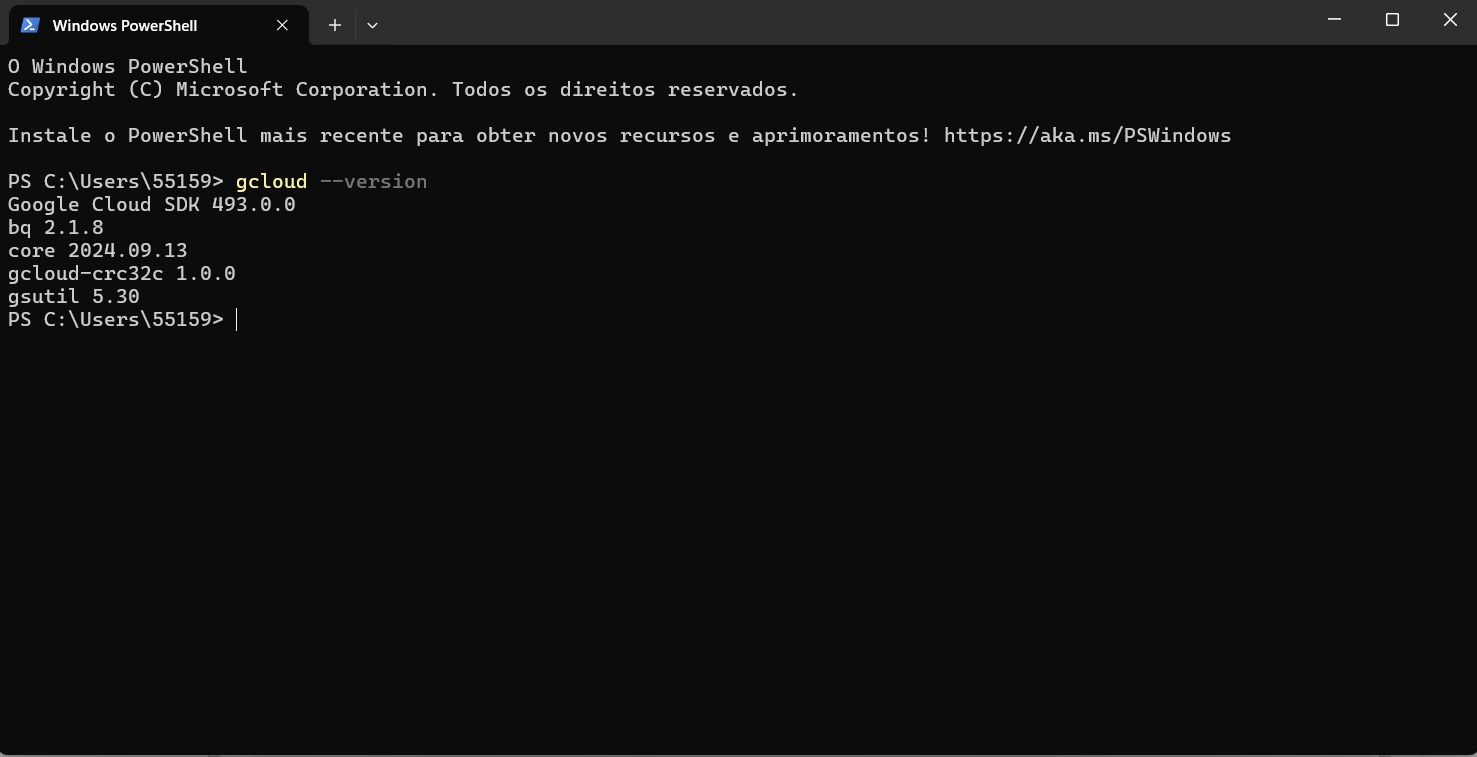 Windows PowerShell
O Windows PowerShell
Copyright (C) Microsoft Corporation. Todos os direitos reservados.
Instale o PowerShell mais recente para obter novos recursos e aprimoramentos! https://aka.ms/PSWindows
PS C:\Users\55159> gcloud --version
Google Cloud SDK 493.0.0
bq 2.1.8
core 2024.09.13
gcloud-crc32c 1.0.0
gsutil 5.30
PS C:\Users\55159>